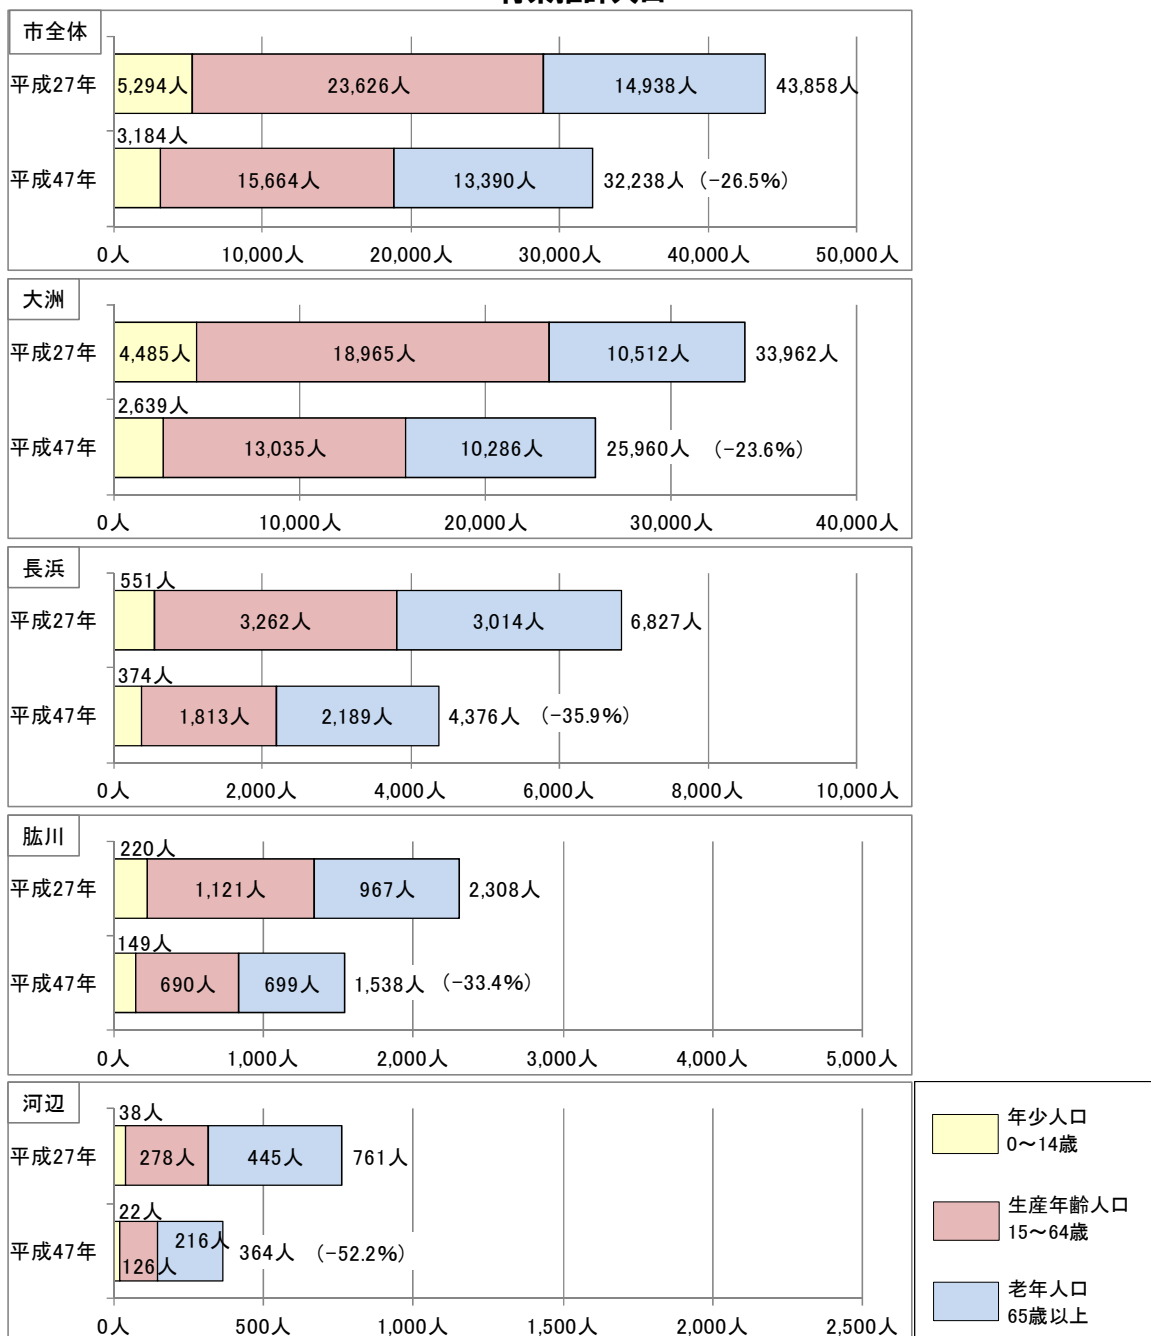 市全体
平成27年 5,294人 23,626人 14,938人 43,858人
3,184人
平成47年 15,664人 13,390人 32,238人 (-26.5%)
0人 10,000人 20,000人 30,000人 40,000人 50,000人
大洲
平成27年 4,485人 18,965人 10,512人 33,962人
2,639人
平成47年 13,035人 10,286人 25,960人 (-23.6%)
0人 10,000人 20,000人 30,000人 40,000人
長浜
551人
平成27年 3,262人 3,014人 6,827人
374人
平成47年 1,813人 2,189人 4,376人 (-35.9%)
0人 2,000人 4,000人 6,000人 8,000人 10,000人
肱川
220人
平成27年 1,121人 967人 2,308人
149人
平成47年 690人 699人 1,538人 (-33.4%)
0人 1,000人 2,000人 3,000人 4,000人 5,000人
河辺
38人
平成27年 278人 445人 761人
22人
平成47年 126人 216人 364人 (-52.2%)
0人 500人 1,000人 1,500人 2,000人 2,500人
年少人口
0～14歳
生産年齢人口
15～64歳
老年人口
65歳以上